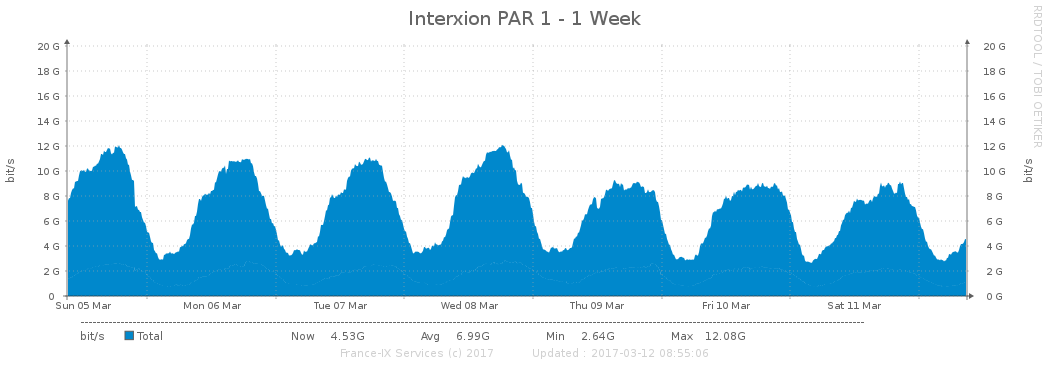 Interxion PAR 1 - 1 Week
RRDTOOL / TOBI OETIKER
bit/s
bit/s
20 G 20 G
18 G 18 G
16 G 16 G
14 G 14 G
12 G 12 G
10 G 10 G
8 G 8 G
6 G 6 G
4 G 4 G
2 G 2 G
0 0 G
Sun 05 Mar Mon 06 Mar Tue 07 Mar Wed 08 Mar Thu 09 Mar Fri 10 Mar Sat 11 Mar
bit/s Total Now 4.53G Avg 6.99G Min 2.64G Max 12.08G
France-IX Services (c) 2017 Updated : 2017-03-12 08:55:06